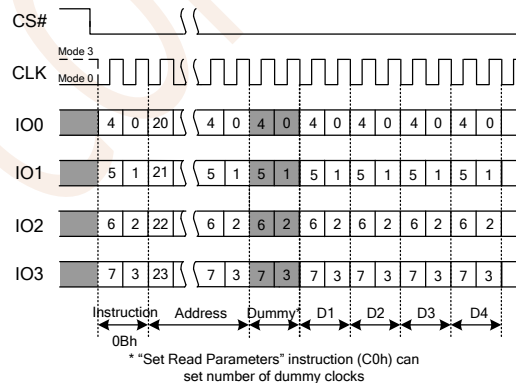 CS#
Mode 3
CLK
Mode 0
IO0 4 0 20 4 0 4 0 4 0 4 0 4 0 4 0
IO1 5 1 21 5 1 5 1 5 1 5 1 5 1 5 1
IO2 6 2 22 6 2 6 2 6 2 6 2 6 2 6 2
IO3 7 3 23 7 3 7 3 7 3 7 3 7 3 7 3
Instruction Address Dummy* D1 D2 D3 D4
0Bh
* "Set Read Parameters" instruction (C0h) can
set number of dummy clocks